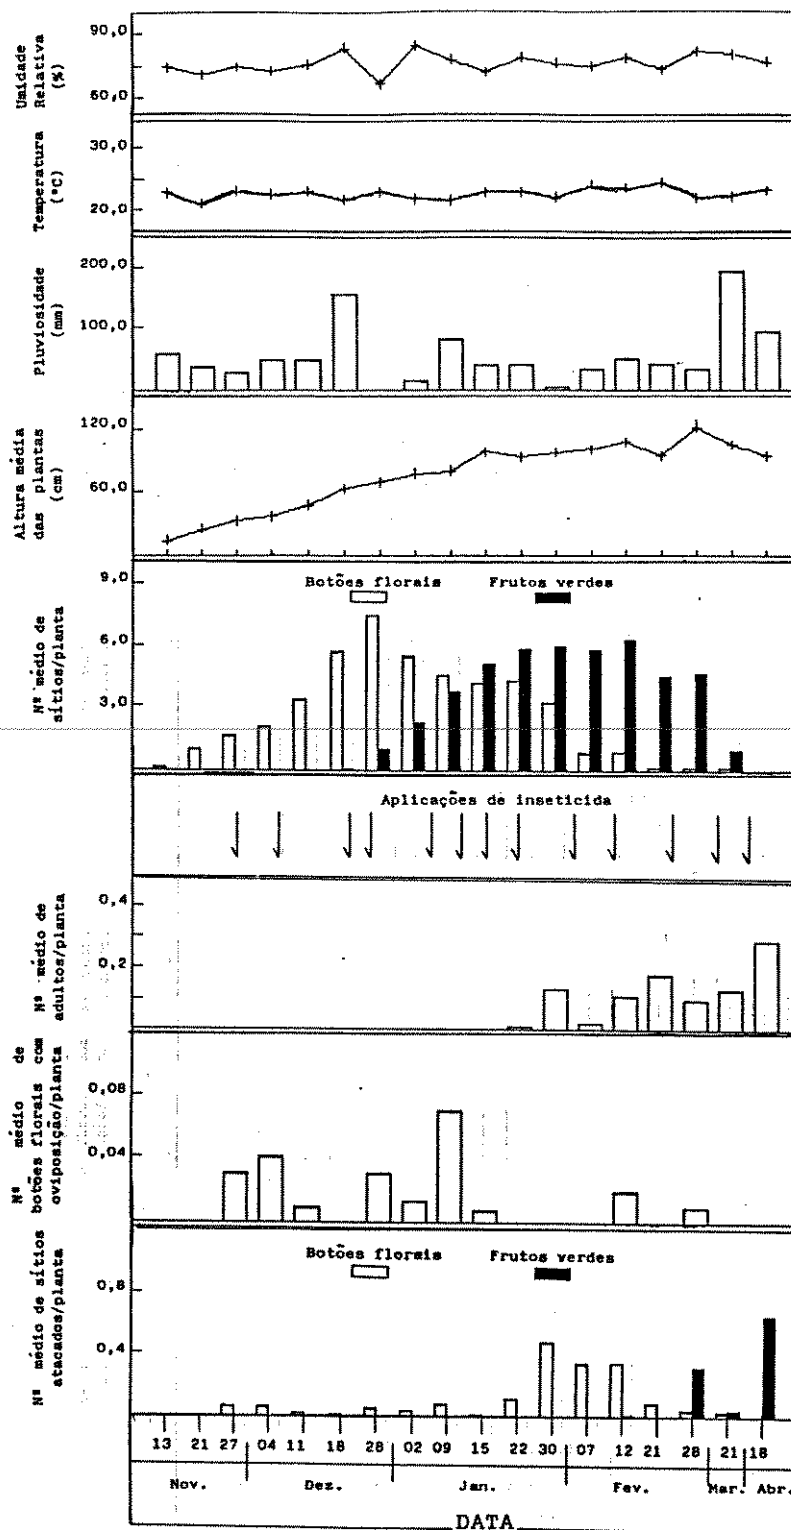 Umidade
Relativa
(%)
90,0
60,0
Temperatura
(°C)
30,0
20,0
Pluviosidade
(mm)
200,0
100,0
Altura média
das plantas
(cm)
120,0
60,0
Nº médio de
sítios/planta
9,0
6,0
3,0
Botões florais
Frutos verdes
Aplicações de inseticida
Nº médio de
adultos/planta
0,4
0,2
Nº médio de
botões florais com
oviposição/planta
0,08
0,04
Nº médio de sítios
atacados/planta
0,8
0,4
Botões florais
Frutos verdes
13 21 27 04 11 18 28 02 09 15 22 30 07 12 21 28 21 18
Nov. Dez. Jan. Fev. Mar. Abr.
DATA